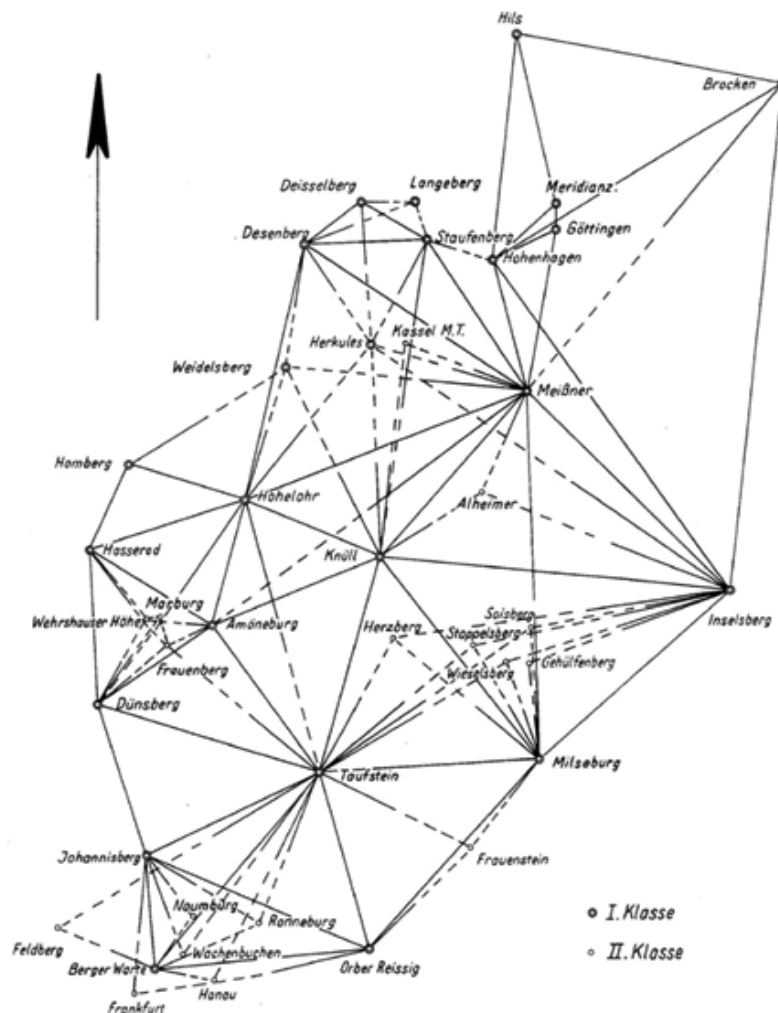 Hils
Brocken
Deisselberg
Langeberg
Meridianz.
Desenberg
Staufenberg
Göttingen
Hohenhagen
Herkules
Kassel M.T.
Weidelsberg
Meißner
Homberg
Höhelohr
Alheimer
Hasserod
Knüll
Marburg
Wehrshauser Höhe
Amöneburg
Herzberg
Soisberg
Stoppelsberg
Inselsberg
Frauenberg
Wieselsberg
Gehülfenberg
Dünsberg
Taufstein
Milseburg
Johannisberg
Frauenstein
Naumburg
Ronneburg
I. Klasse
Feldberg
Wachenbuchen
II. Klasse
Berger Warte
Orber Reissig
Hanau
Frankfurt